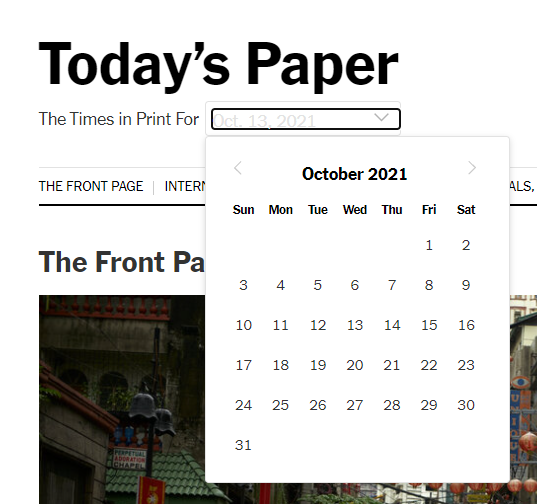 Today's Paper
The Times in Print For Oct. 13, 2021
THE FRONT PAGE INTERN ALS,
October 2021
Sun Mon Tue Wed Thu Fri Sat
1 2
3 4 5 6 7 8 9
The Front Pa
10 11 12 13 14 15 16
17 18 19 20 21 22 23
24 25 26 27 28 29 30
31
PERPETUAL
ADORATION
CHAPEL